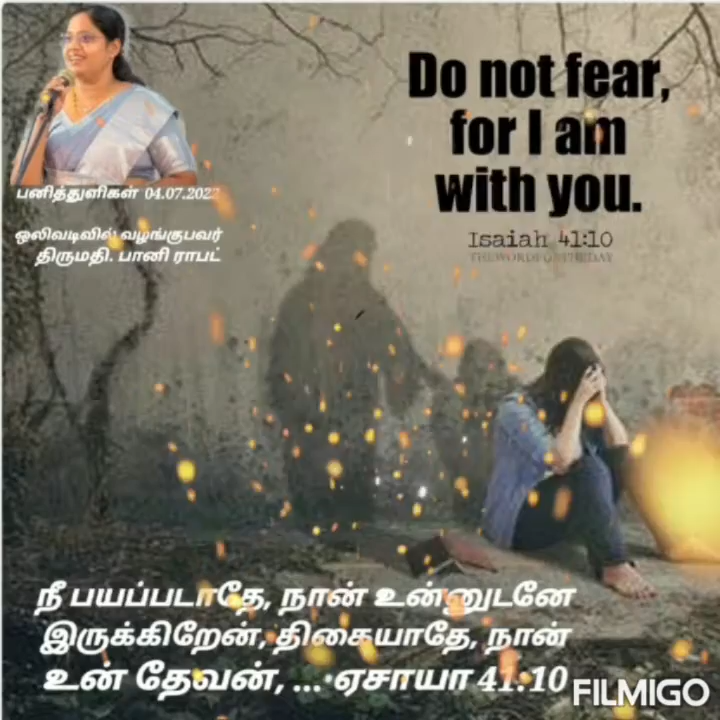 Do not fear,
for I am
with you.
Isaiah 41:10
பனித்துளிகள் 04.07.2022
ஒலிவடிவில் வழங்குபவர்
திருமதி. பானி ராபட்
நீ பயப்படாதே, நான் உன்னுடனே
இருக்கிறேன், திகையாதே, நான்
உன் தேவன், ...·ஏசாயா 41:10
FILMIGO